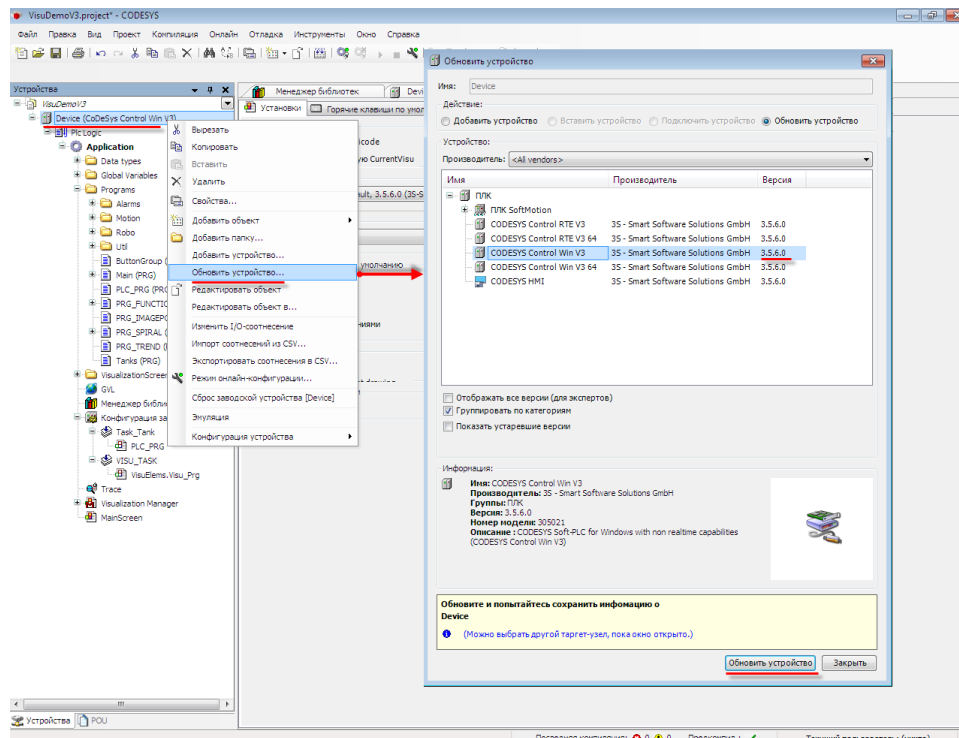 VisuDemoV3.project* - CODESYS
Файл Правка Вид Проект Компиляция Онлайн Отладка Инструменты Окно Справка
Устройства
VisuDemoV3
Device (CoDeSys Control Win V3)
Plc Logic
Application
Data types
Global Variables
Programs
Alarms
Motion
Robo
Util
ButtonGroup (
Main (PRG)
PLC_PRG (PRG
PRG_FUNCTIO
PRG_IMAGEPO
PRG_SPIRAL (
PRG_TREND (
Tanks (PRG)
VisualizationScreen
GVL
Менеджер библи
Конфигурация за
Task_Tank
PLC_PRG
VISU_TASK
VisuElems.Visu_Prg
Trace
Visualization Manager
MainScreen
Устройства
POU
Менеджер библиотек
Devi
Установки
Горячие клавиши по умол
icode
ую CurrentVisu
ult, 3.5.6.0 (3S-S
умолчанию
ниями
Вырезать
Копировать
Вставить
Удалить
Свойства...
Добавить объект
Добавить папку...
Добавить устройство...
Обновить устройство...
Редактировать объект
Редактировать объект в...
Изменить I/O-соотнесение
Импорт соотнесений из CSV...
Экспортировать соотнесения в CSV...
Режим онлайн-конфигурации...
Сброс заводской устройства [Device]
Эмуляция
Конфигурация устройства
Обновить устройство
Имя: Device
Действие:
Добавить устройство Вставить устройство Подключить устройство Обновить устройство
Устройство:
Производитель: <All vendors>
Имя Производитель Версия
ПЛК
ПЛК SoftMotion
CODESYS Control RTE V3 3S - Smart Software Solutions GmbH 3.5.6.0
CODESYS Control RTE V3 64 3S - Smart Software Solutions GmbH 3.5.6.0
CODESYS Control Win V3 3S - Smart Software Solutions GmbH 3.5.6.0
CODESYS Control Win V3 64 3S - Smart Software Solutions GmbH 3.5.6.0
CODESYS HMI 3S - Smart Software Solutions GmbH 3.5.6.0
Отображать все версии (для экспертов)
Группировать по категориям
Показать устаревшие версии
Информация:
Имя: CODESYS Control Win V3
Производитель: 3S - Smart Software Solutions GmbH
Группы: ПЛК
Версия: 3.5.6.0
Номер модели: 305021
Описание : CODESYS Soft-PLC for Windows with non realtime capabilities
(CODESYS Control Win V3)
Обновите и попытайтесь сохранить инфомацию о
Device
(Можно выбрать другой таргет-узел, пока окно открыто.)
Обновить устройство
Закрыть